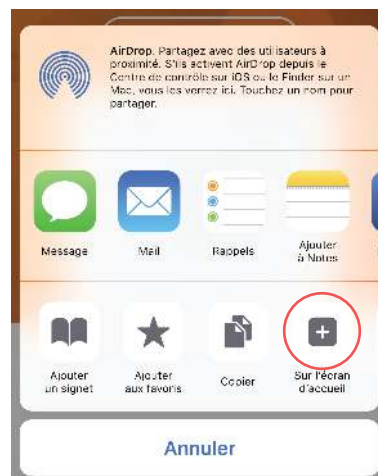 AirDrop. Partagez avec des utilisateurs à
proximité. S'ils activent AirDrop depuis le
Centre de contrôle sur iOS ou le Finder sur un
Mac, vous les verrez ici. Touchez un nom pour
partager.
Message
Mail
Rappels
Ajouter
à Notes
Ajouter
un signet
Ajouter
aux favoris
Copier
Sur l'écran
d'accueil
Annuler